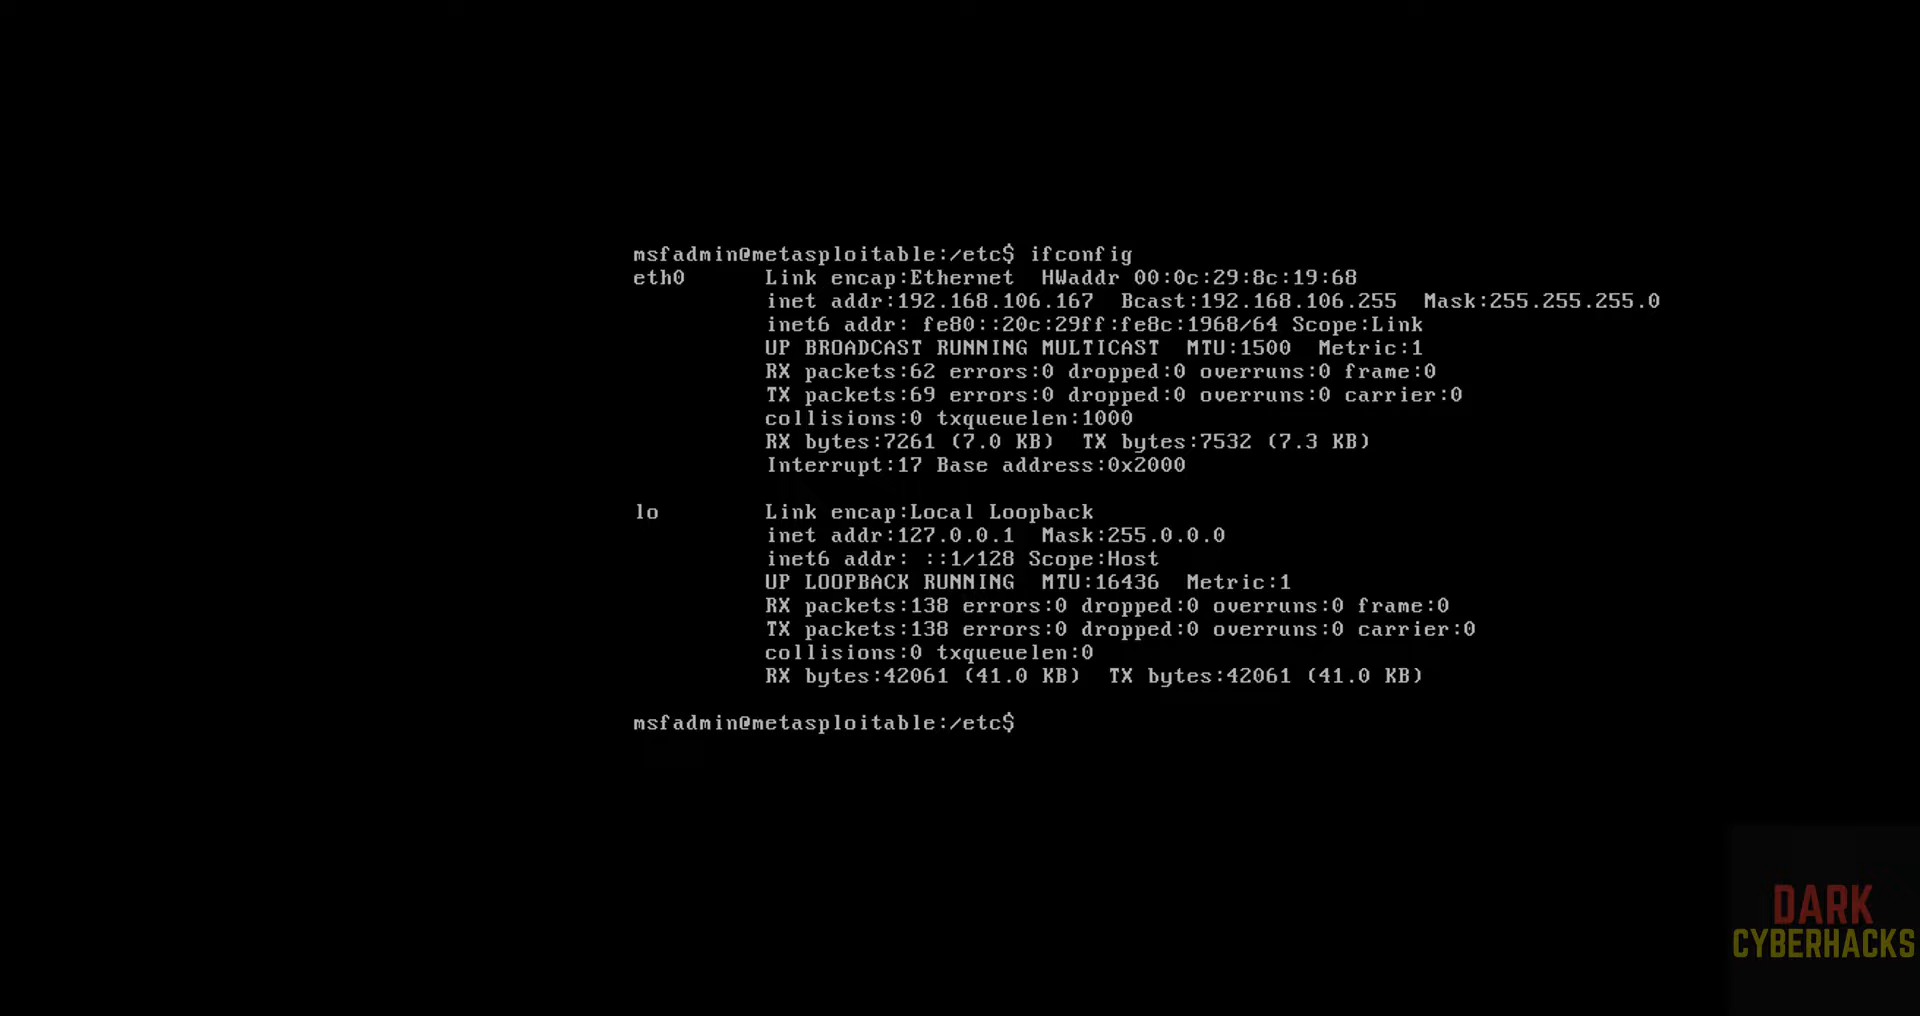 msfadmin@metasploitable:/etc$ ifconfig
eth0      Link encap:Ethernet  HWaddr 00:0c:29:8c:19:68
          inet addr:192.168.106.167  Bcast:192.168.106.255  Mask:255.255.255.0
          inet6 addr: fe80::20c:29ff:fe8c:1968/64 Scope:Link
          UP BROADCAST RUNNING MULTICAST  MTU:1500  Metric:1
          RX packets:62 errors:0 dropped:0 overruns:0 frame:0
          TX packets:69 errors:0 dropped:0 overruns:0 carrier:0
          collisions:0 txqueuelen:1000
          RX bytes:7261 (7.0 KB)  TX bytes:7532 (7.3 KB)
          Interrupt:17 Base address:0x2000

lo        Link encap:Local Loopback
          inet addr:127.0.0.1  Mask:255.0.0.0
          inet6 addr: ::1/128 Scope:Host
          UP LOOPBACK RUNNING  MTU:16436  Metric:1
          RX packets:138 errors:0 dropped:0 overruns:0 frame:0
          TX packets:138 errors:0 dropped:0 overruns:0 carrier:0
          collisions:0 txqueuelen:0
          RX bytes:42061 (41.0 KB)  TX bytes:42061 (41.0 KB)

msfadmin@metasploitable:/etc$
DARK
CYBERHACKS